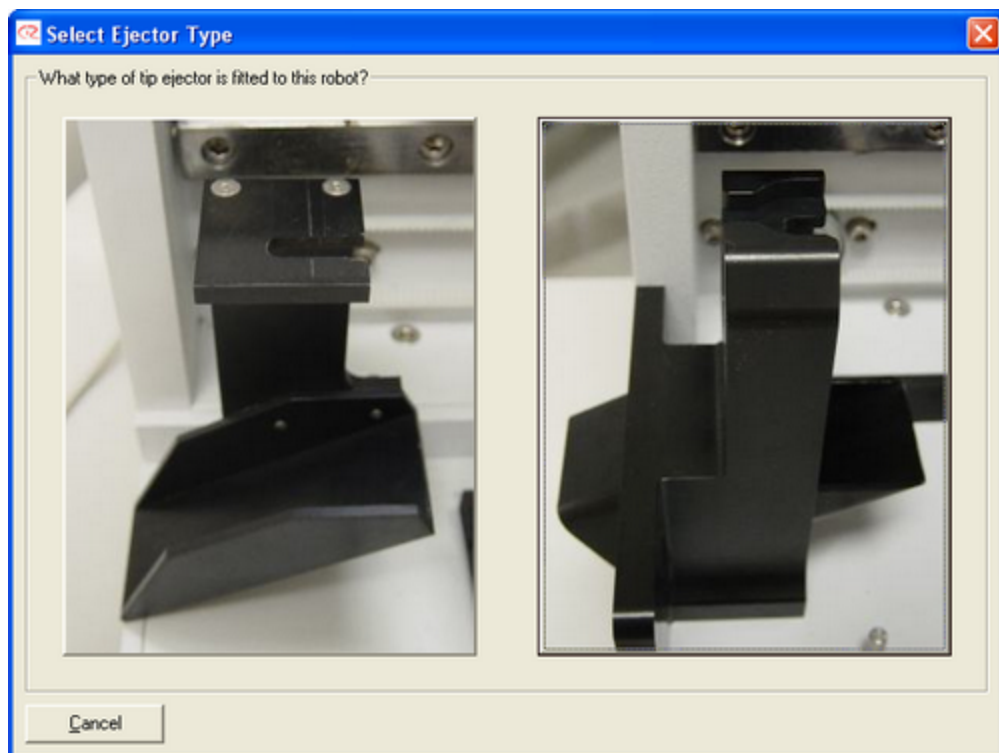 Select Ejector Type
What type of tip ejector is fitted to this robot?
Cancel